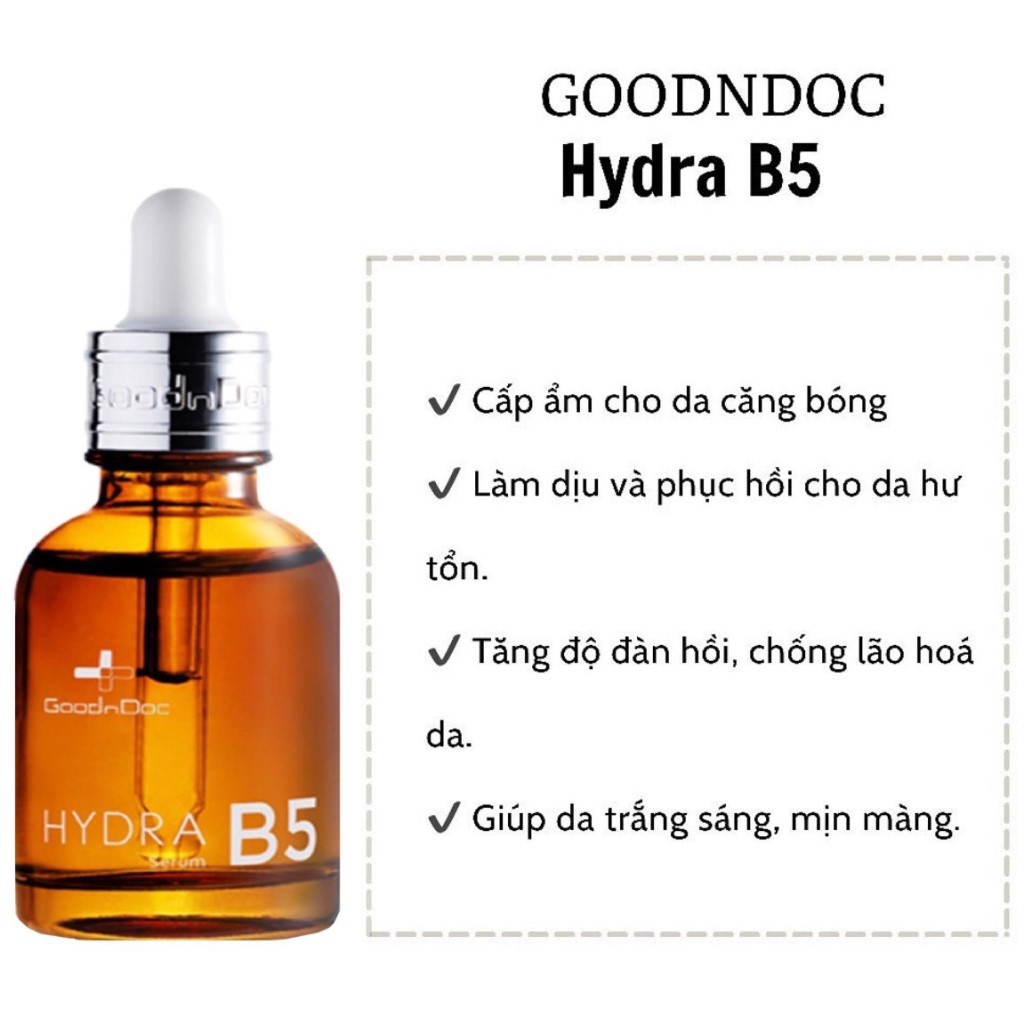 GOODNDOC
Hydra B5
✔ Cấp ẩm cho da căng bóng
✔ Làm dịu và phục hồi cho da hư
tổn.
✔ Tăng độ đàn hồi, chống lão hoá
da.
✔ Giúp da trắng sáng, mịn màng.
GoodnDoc
GoodnDoc
HYDRA B5
Serum